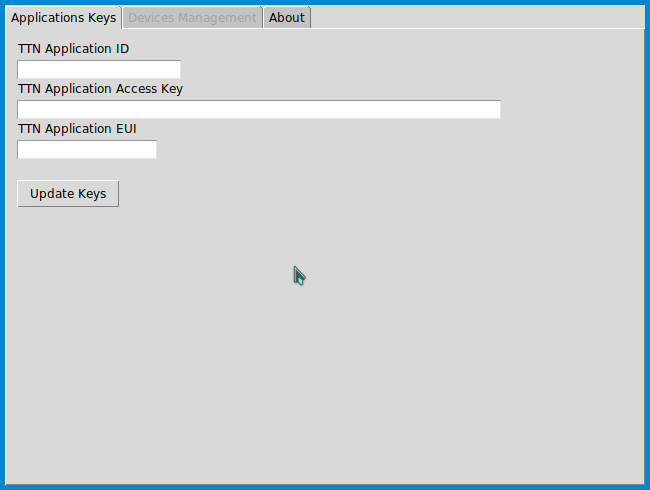 Applications Keys Devices Management About
TTN Application ID
TTN Application Access Key
TTN Application EUI
Update Keys